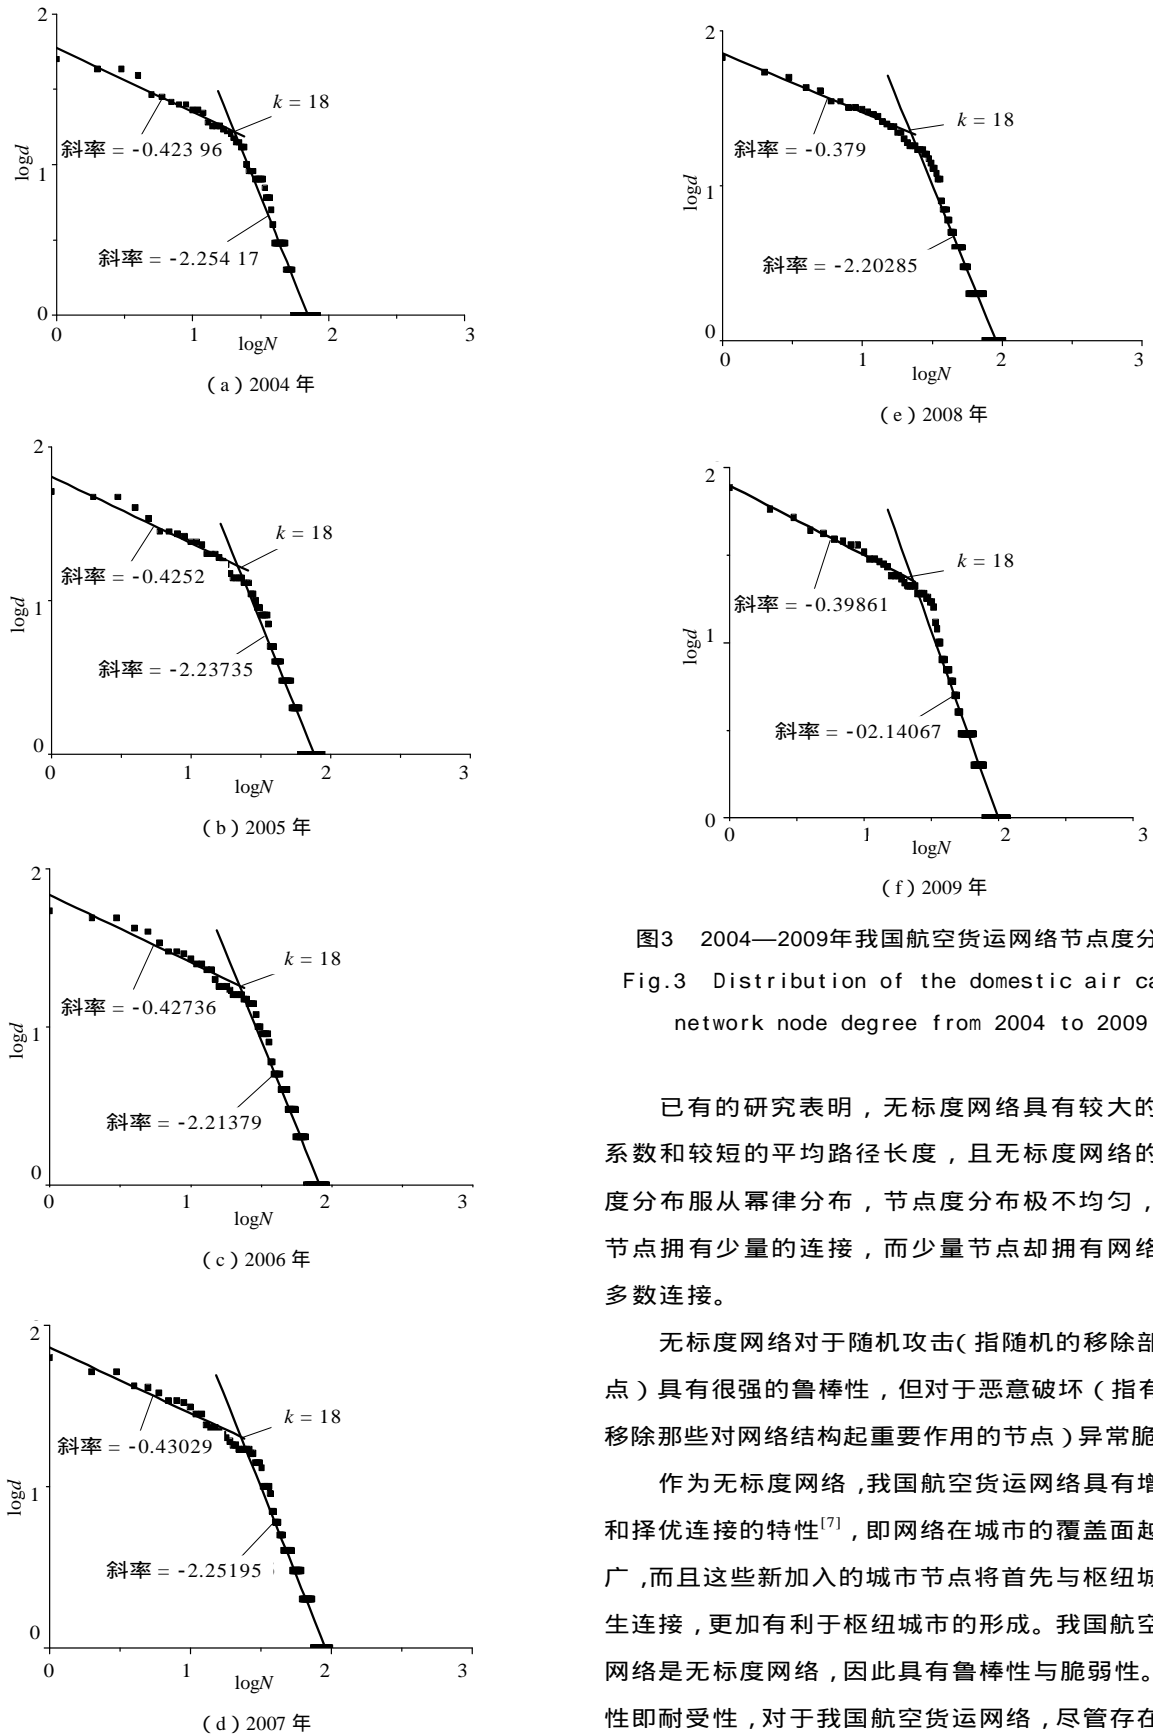 2
k = 18
斜率 = -0.423 96
logd
1
斜率 = -2.254 17
0
0 1 2 3
logN
（a）2004 年
2
k = 18
斜率 = -0.4252
logd
1
斜率 = -2.23735
0
0 1 2 3
logN
（b）2005 年
2
k = 18
斜率 = -0.42736
logd
1
斜率 = -2.21379
0
0 1 2 3
logN
（c）2006 年
2
k = 18
斜率 = -0.43029
logd
1
斜率 = -2.25195
0
0 1 2 3
logN
（d）2007 年
2
k = 18
斜率 = -0.379
logd
1
斜率 = -2.20285
0
0 1 2 3
logN
（e）2008 年
2
k = 18
斜率 = -0.39861
logd
1
斜率 = -02.14067
0
0 1 2 3
logN
（f）2009 年
图3 2004—2009年我国航空货运网络节点度分
Fig.3 Distribution of the domestic air ca
network node degree from 2004 to 2009
已有的研究表明，无标度网络具有较大的
系数和较短的平均路径长度，且无标度网络的
度分布服从幂律分布，节点度分布极不均匀，
节点拥有少量的连接，而少量节点却拥有网络
多数连接。
无标度网络对于随机攻击（指随机的移除部
点）具有很强的鲁棒性，但对于恶意破坏（指有
移除那些对网络结构起重要作用的节点）异常脆
作为无标度网络，我国航空货运网络具有增
和择优连接的特性[7]，即网络在城市的覆盖面越
广，而且这些新加入的城市节点将首先与枢纽城
生连接，更加有利于枢纽城市的形成。我国航空
网络是无标度网络，因此具有鲁棒性与脆弱性。
性即耐受性，对于我国航空货运网络，尽管存在